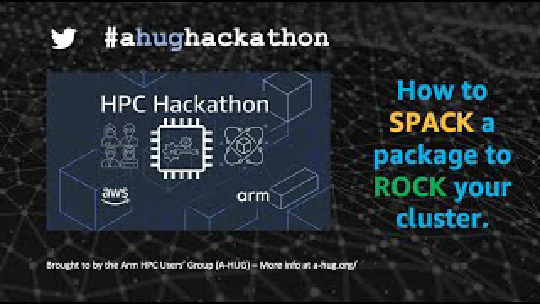 #ahughackathon
HPC Hackathon
aws
arm
How to
SPACK a
package to
ROCK your
cluster.
Brought to by the Arm HPC Users' Group (A-HUG) – More info at a-hug.org/